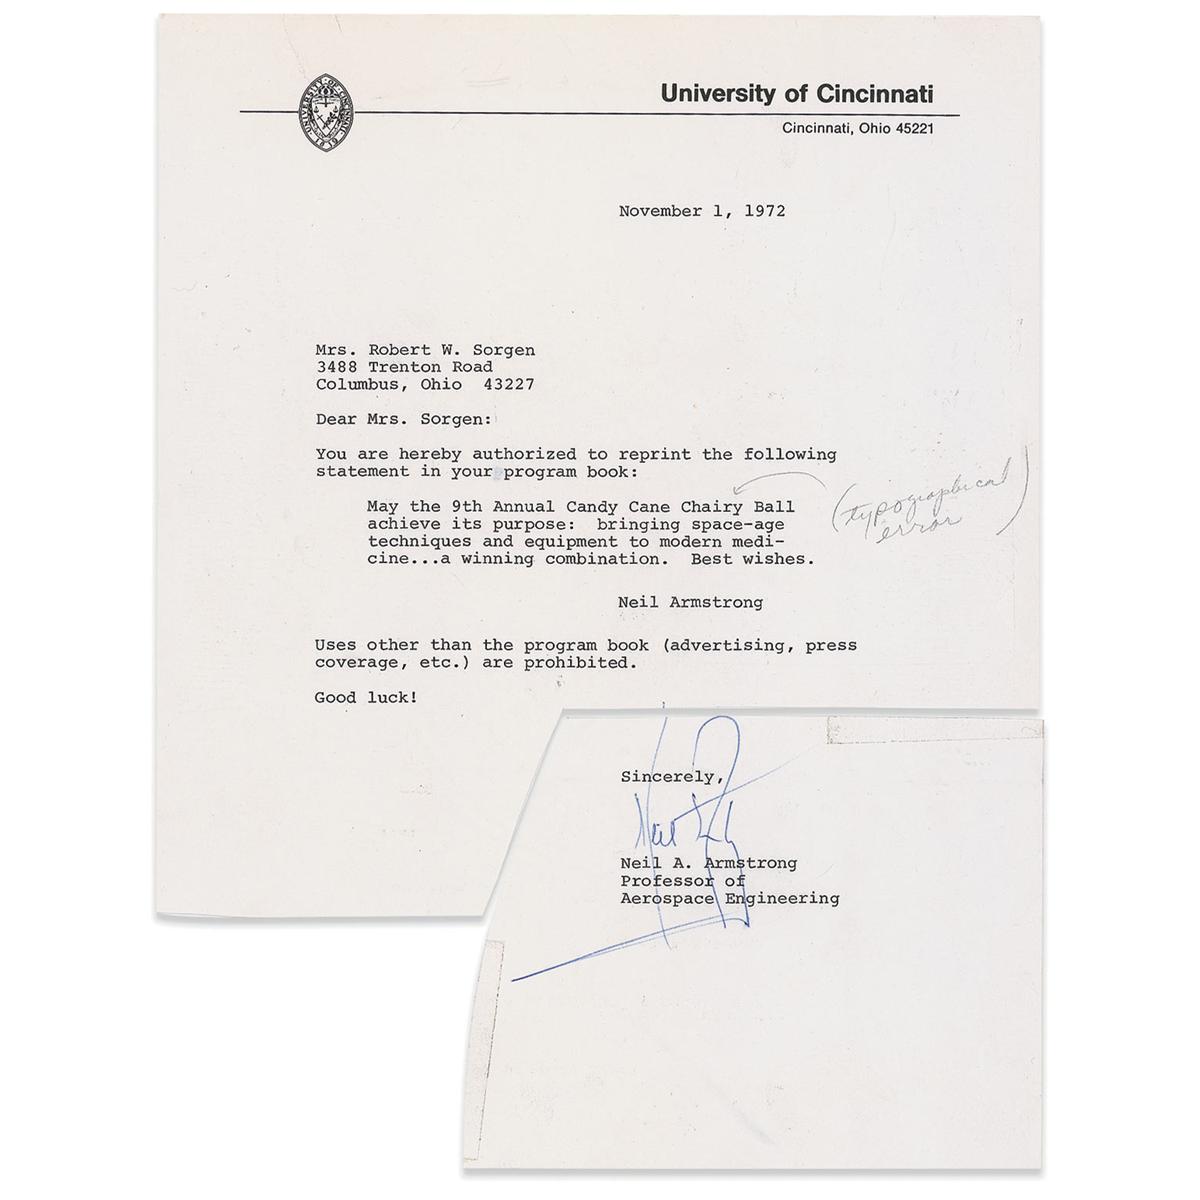 University of Cincinnati
Cincinnati, Ohio 45221
UNIVERSITY OF CINCINNATI
November 1, 1972
Mrs. Robert W. Sorgen
3488 Trenton Road
Columbus, Ohio 43227
Dear Mrs. Sorgen:
You are hereby authorized to reprint the following
statement in your program book:
May the 9th Annual Candy Cane Chairy Ball
achieve its purpose: bringing space-age
techniques and equipment to modern medi-
cine...a winning combination. Best wishes.
(typographical
error)
Neil Armstrong
Uses other than the program book (advertising, press
coverage, etc.) are prohibited.
Good luck!
Sincerely,
Neil A. Armstrong
Professor of
Aerospace Engineering